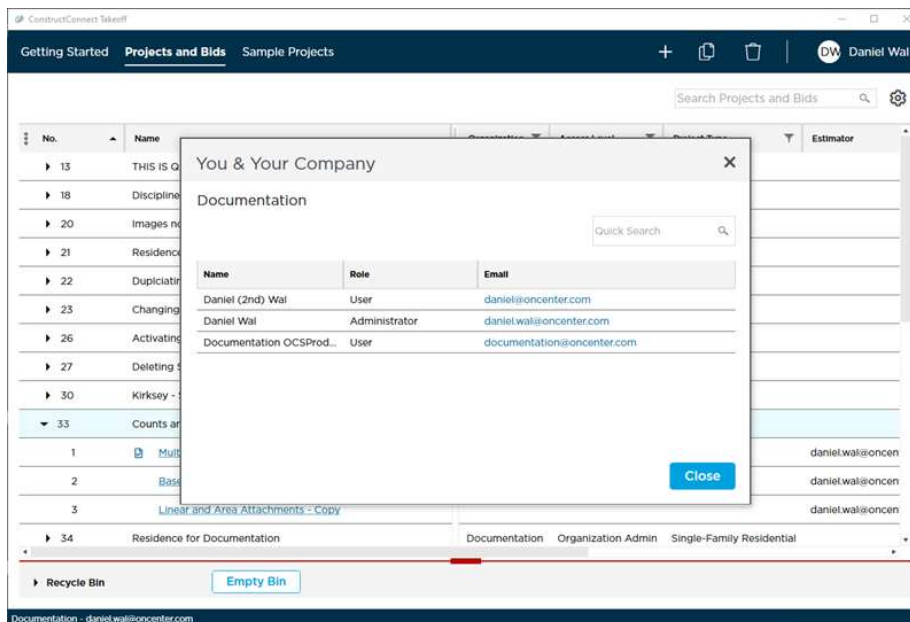 ConstructConnect Takeoff
Getting Started Projects and Bids Sample Projects DW Daniel Wal
Search Projects and Bids
No. Name Estimator
You & Your Company
Documentation
Quick Search
Name Role Email
Daniel (2nd) Wal User daniel@oncenter.com
Daniel Wal Administrator daniel.wal@oncenter.com
Documentation OCSProd... User documentation@oncenter.com
Close
13 THIS IS Q
18 Discipline
20 Images no
21 Residence
22 Dupiciatin
23 Changing
26 Activating
27 Deleting S
30 Kirksey -
33 Counts an
1 Mult daniel.wal@oncen
2 Base daniel.wal@oncen
3 Linear and Area Attachments - Copy daniel.wal@oncen
34 Residence for Documentation Documentation Organization Admin Single-Family Residential
Recycle Bin Empty Bin
Documentation - daniel.wal@oncenter.com